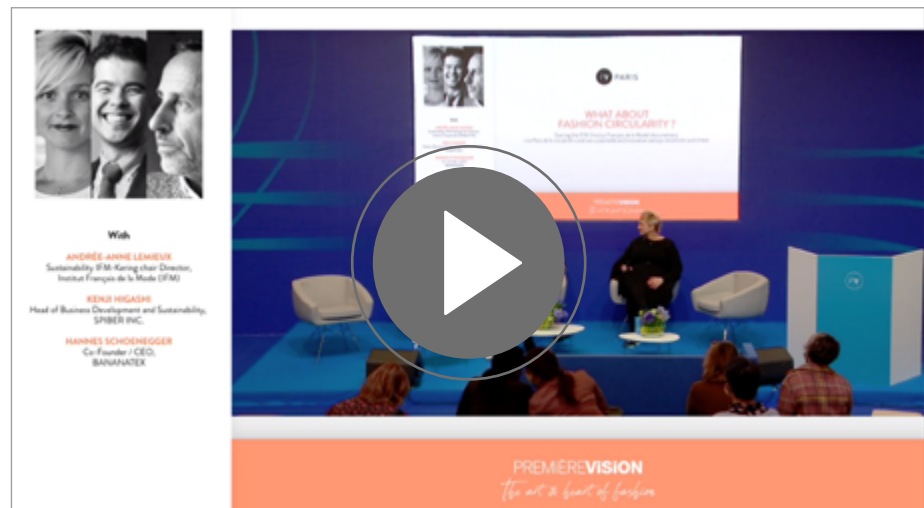 With
ANDRÉE-ANNE LEMIEUX
Sustainability IFM-Kering chair Director,
Institut Français de la Mode (IFM)
KENJI HIGASHI
Head of Business Development and Sustainability,
SPIBER INC.
HANNES SCHOENEGGER
Co-Founder / CEO,
BANANATEX
PARIS
WHAT ABOUT
FASHION CIRCULARITY ?
PREMIÈREVISION
PREMIÈREVISION
The art & heart of fashion